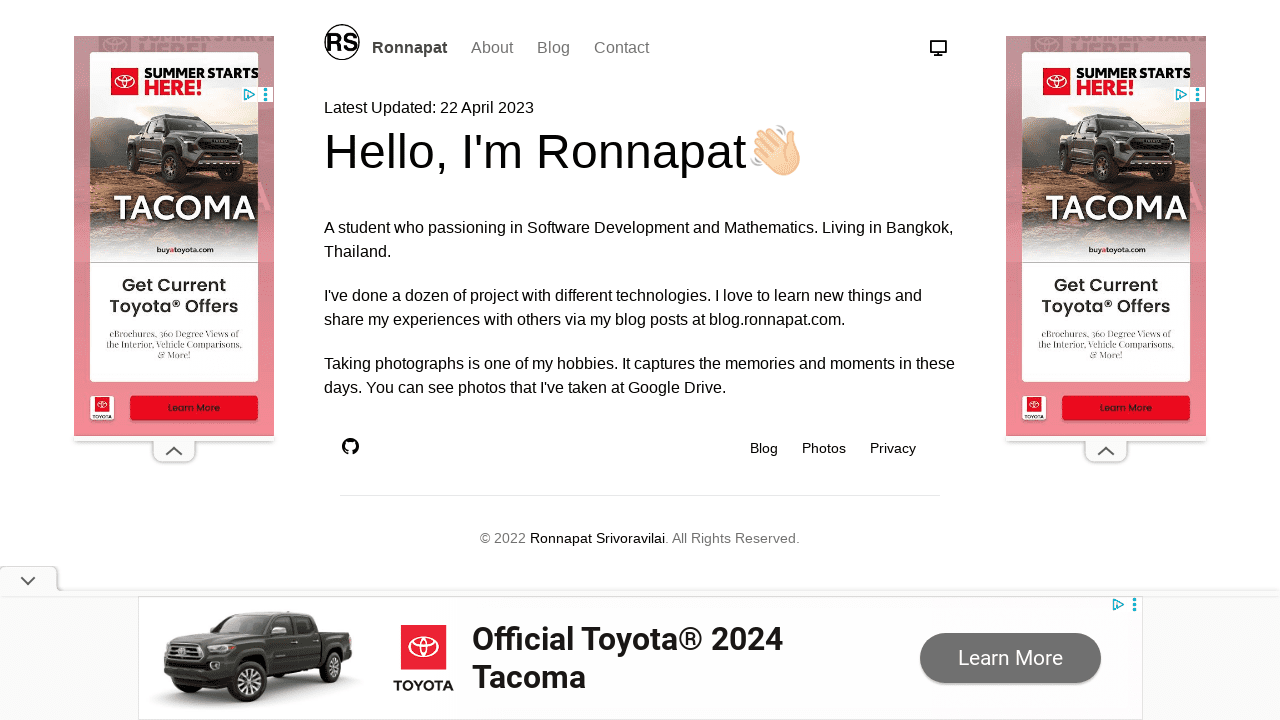 RS
Ronnapat
About
Blog
Contact
Latest Updated: 22 April 2023
Hello, I'm Ronnapat👋🏻
A student who passioning in Software Development and Mathematics. Living in Bangkok,
Thailand.
I've done a dozen of project with different technologies. I love to learn new things and
share my experiences with others via my blog posts at blog.ronnapat.com.
Taking photographs is one of my hobbies. It captures the memories and moments in these
days. You can see photos that I've taken at Google Drive.
Blog
Photos
Privacy
© 2022 Ronnapat Srivoravilai. All Rights Reserved.
SUMMER STARTS
HERE!
TACOMA
buyatoyota.com
Get Current
Toyota® Offers
eBrochures, 360 Degree Views of
the Interior, Vehicle Comparisons,
& More!
TOYOTA
Learn More
SUMMER STARTS
HERE!
TACOMA
buyatoyota.com
Get Current
Toyota® Offers
eBrochures, 360 Degree Views of
the Interior, Vehicle Comparisons,
& More!
TOYOTA
Learn More
TOYOTA
Official Toyota® 2024
Tacoma
Learn More